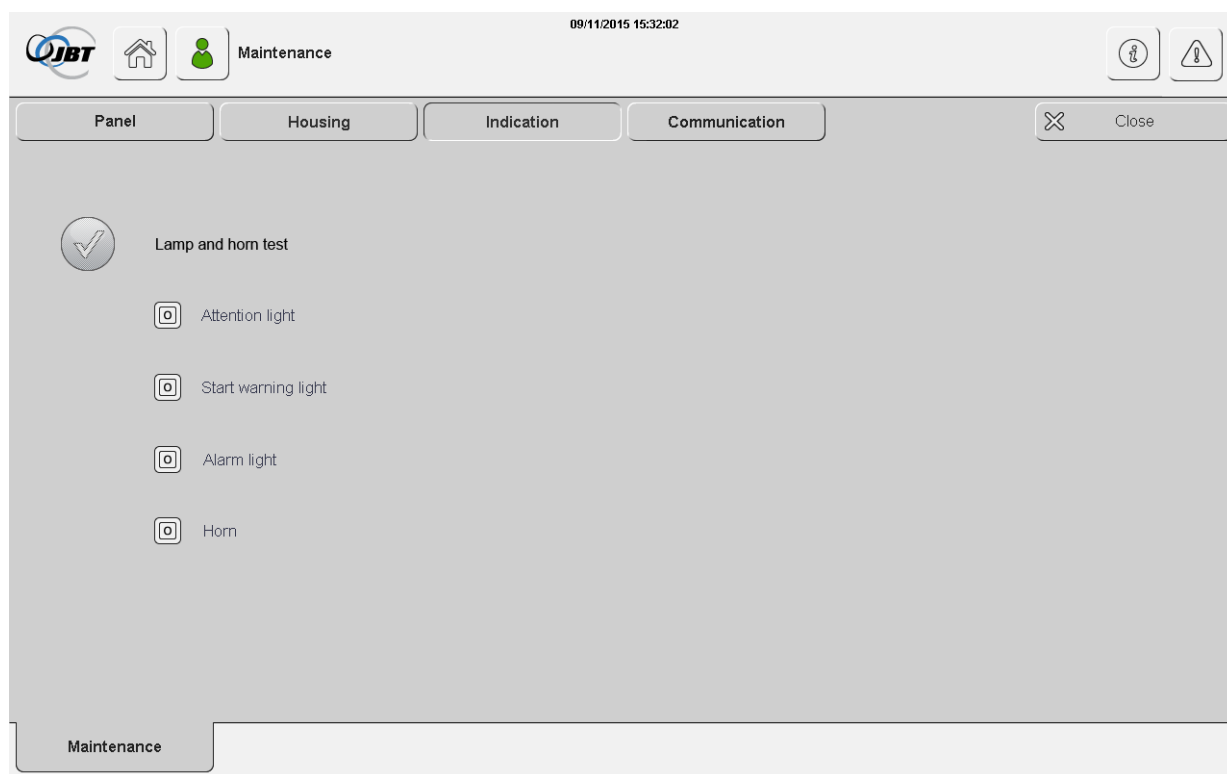 09/11/2015 15:32:02
JBT
Maintenance
Panel
Housing
Indication
Communication
Close
Lamp and horn test
O Attention light
O Start warning light
O Alarm light
O Horn
Maintenance